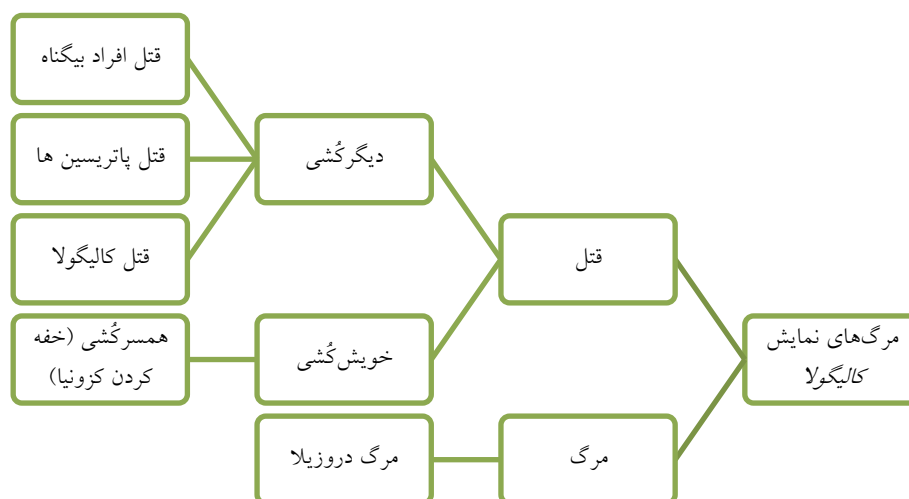 مرگ‌های نمایش
کالیگولا
قتل
مرگ
دیگرکُشی
خویش‌کُشی
مرگ دروزیلا
قتل افراد بیگناه
قتل پاتریسین ها
قتل کالیگولا
همسرکُشی (خفه
کردن کزونیا)